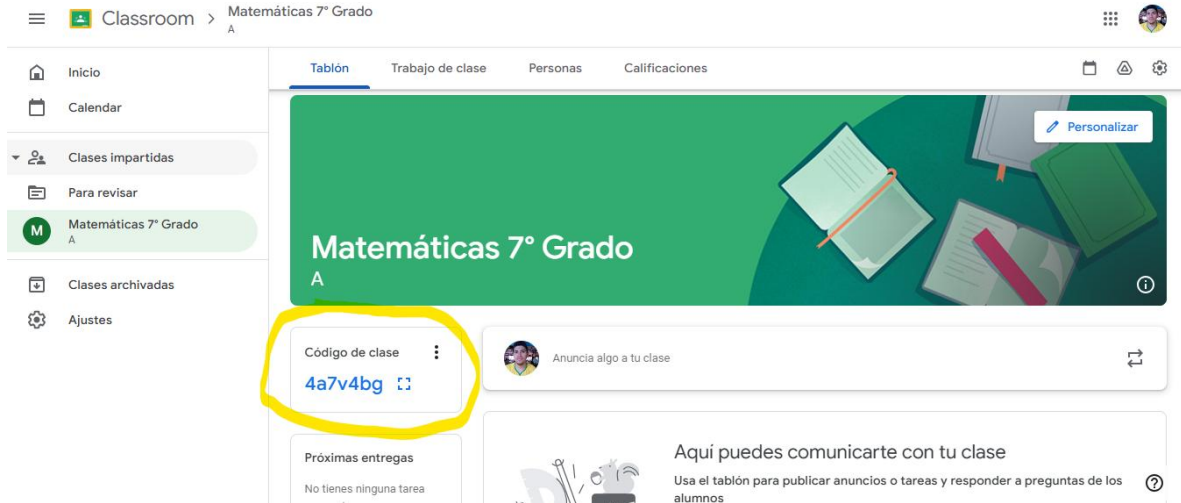 Classroom
Matemáticas 7° Grado
A
Inicio
Calendar
Clases impartidas
Para revisar
M
Matemáticas 7° Grado
A
Clases archivadas
Ajustes
Tablón Trabajo de clase Personas Calificaciones
Personalizar
Matemáticas 7° Grado
A
Código de clase
4a7v4bg
Anuncia algo a tu clase
Próximas entregas
No tienes ninguna tarea
Aquí puedes comunicarte con tu clase
Usa el tablón para publicar anuncios o tareas y responder a preguntas de los
alumnos